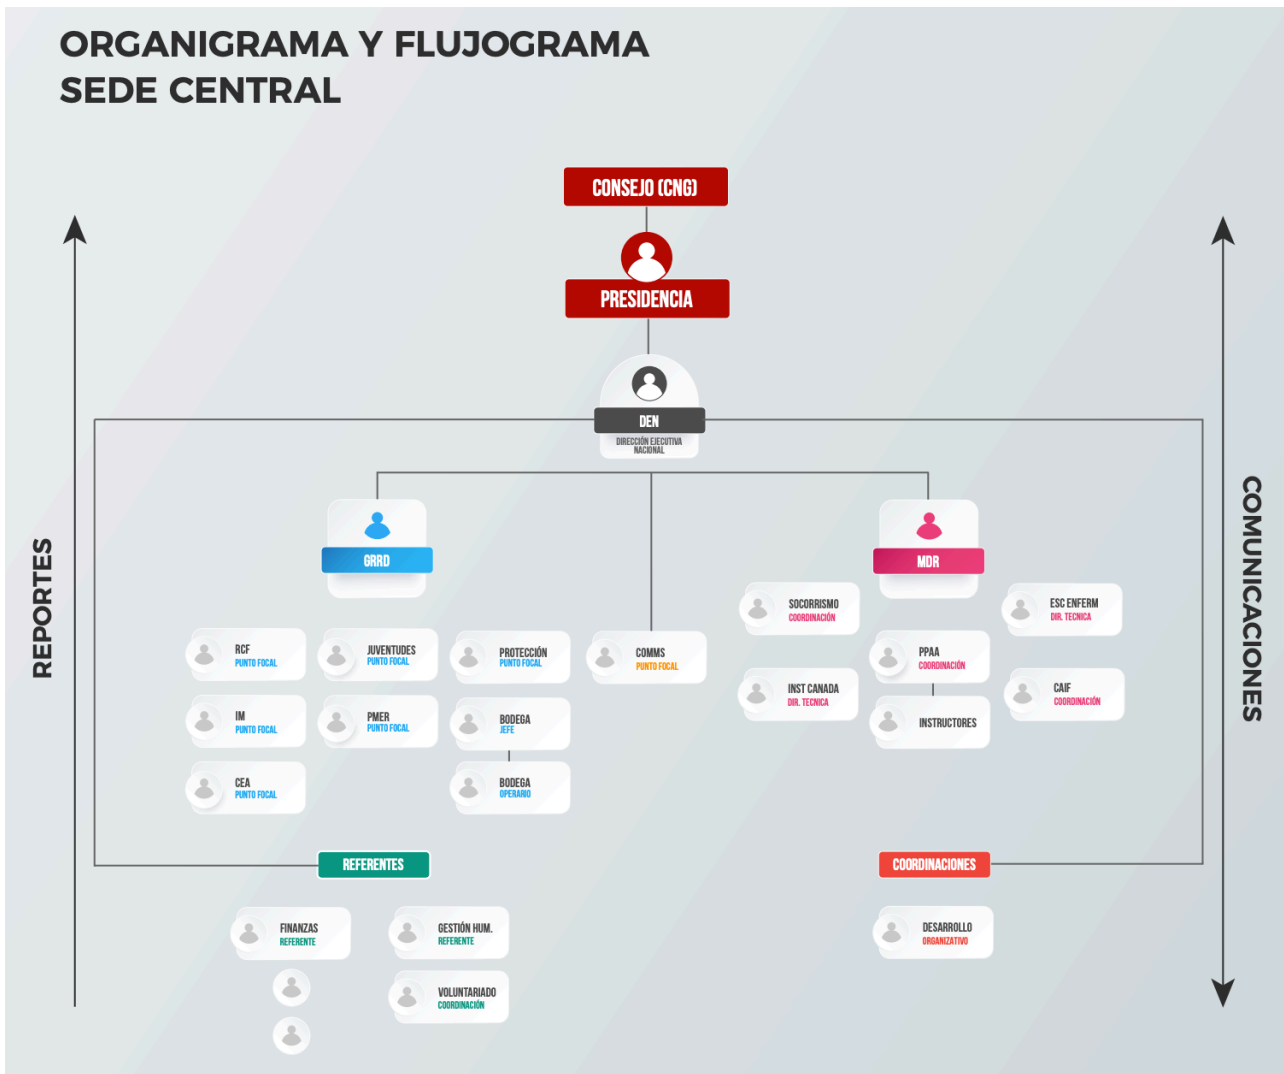 ORGANIGRAMA Y FLUJOGRAMA
SEDE CENTRAL
CONSEJO (CNG)
PRESIDENCIA
DEN
DIRECCIÓN EJECUTIVA
NACIONAL
REPORTES
COMUNICACIONES
GRRD
MDR
RCF
PUNTO FOCAL
JUVENTUDES
PUNTO FOCAL
PROTECCIÓN
PUNTO FOCAL
COMMS
PUNTO FOCAL
IM
PUNTO FOCAL
PMER
PUNTO FOCAL
BODEGA
JEFE
CEA
PUNTO FOCAL
BODEGA
OPERARIO
SOCORRISMO
COORDINACIÓN
ESC ENFERM
DIR. TECNICA
PPAA
COORDINACIÓN
INST CANADA
DIR. TECNICA
CAIF
COORDINACIÓN
INSTRUCTORES
REFERENTES
COORDINACIONES
FINANZAS
REFERENTE
GESTIÓN HUM.
REFERENTE
VOLUNTARIADO
COORDINACIÓN
DESARROLLO
ORGANIZATIVO